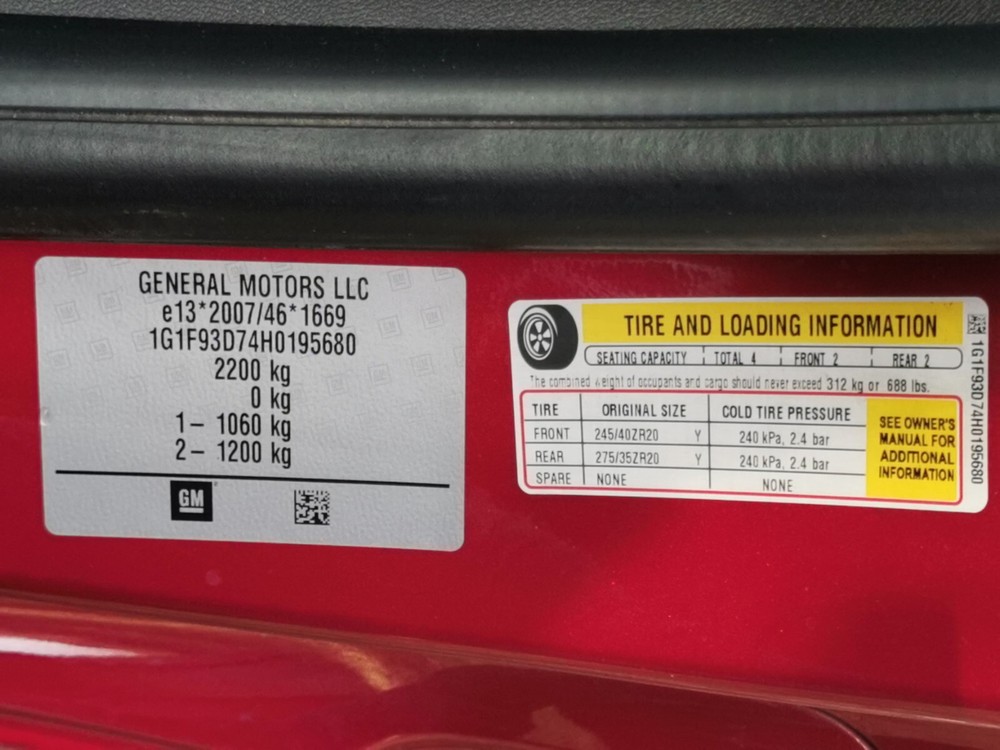 GENERAL MOTORS LLC
e13*2007/46*1669
1G1F93D74H0195680
2200 kg
0 kg
1- 1060 kg
2- 1200 kg
GM
TIRE AND LOADING INFORMATION
SEATING CAPACITY TOTAL 4 FRONT 2 REAR 2
The combined weight of occupants and cargo should never exceed 312 kg or 688 lbs.
TIRE ORIGINAL SIZE COLD TIRE PRESSURE
FRONT 245/40ZR20 Y 240 kPa, 2.4 bar
REAR 275/35ZR20 Y 240 kPa, 2.4 bar
SPARE NONE NONE
SEE OWNER'S
MANUAL FOR
ADDITIONAL
INFORMATION
1G1F93D74H0195680